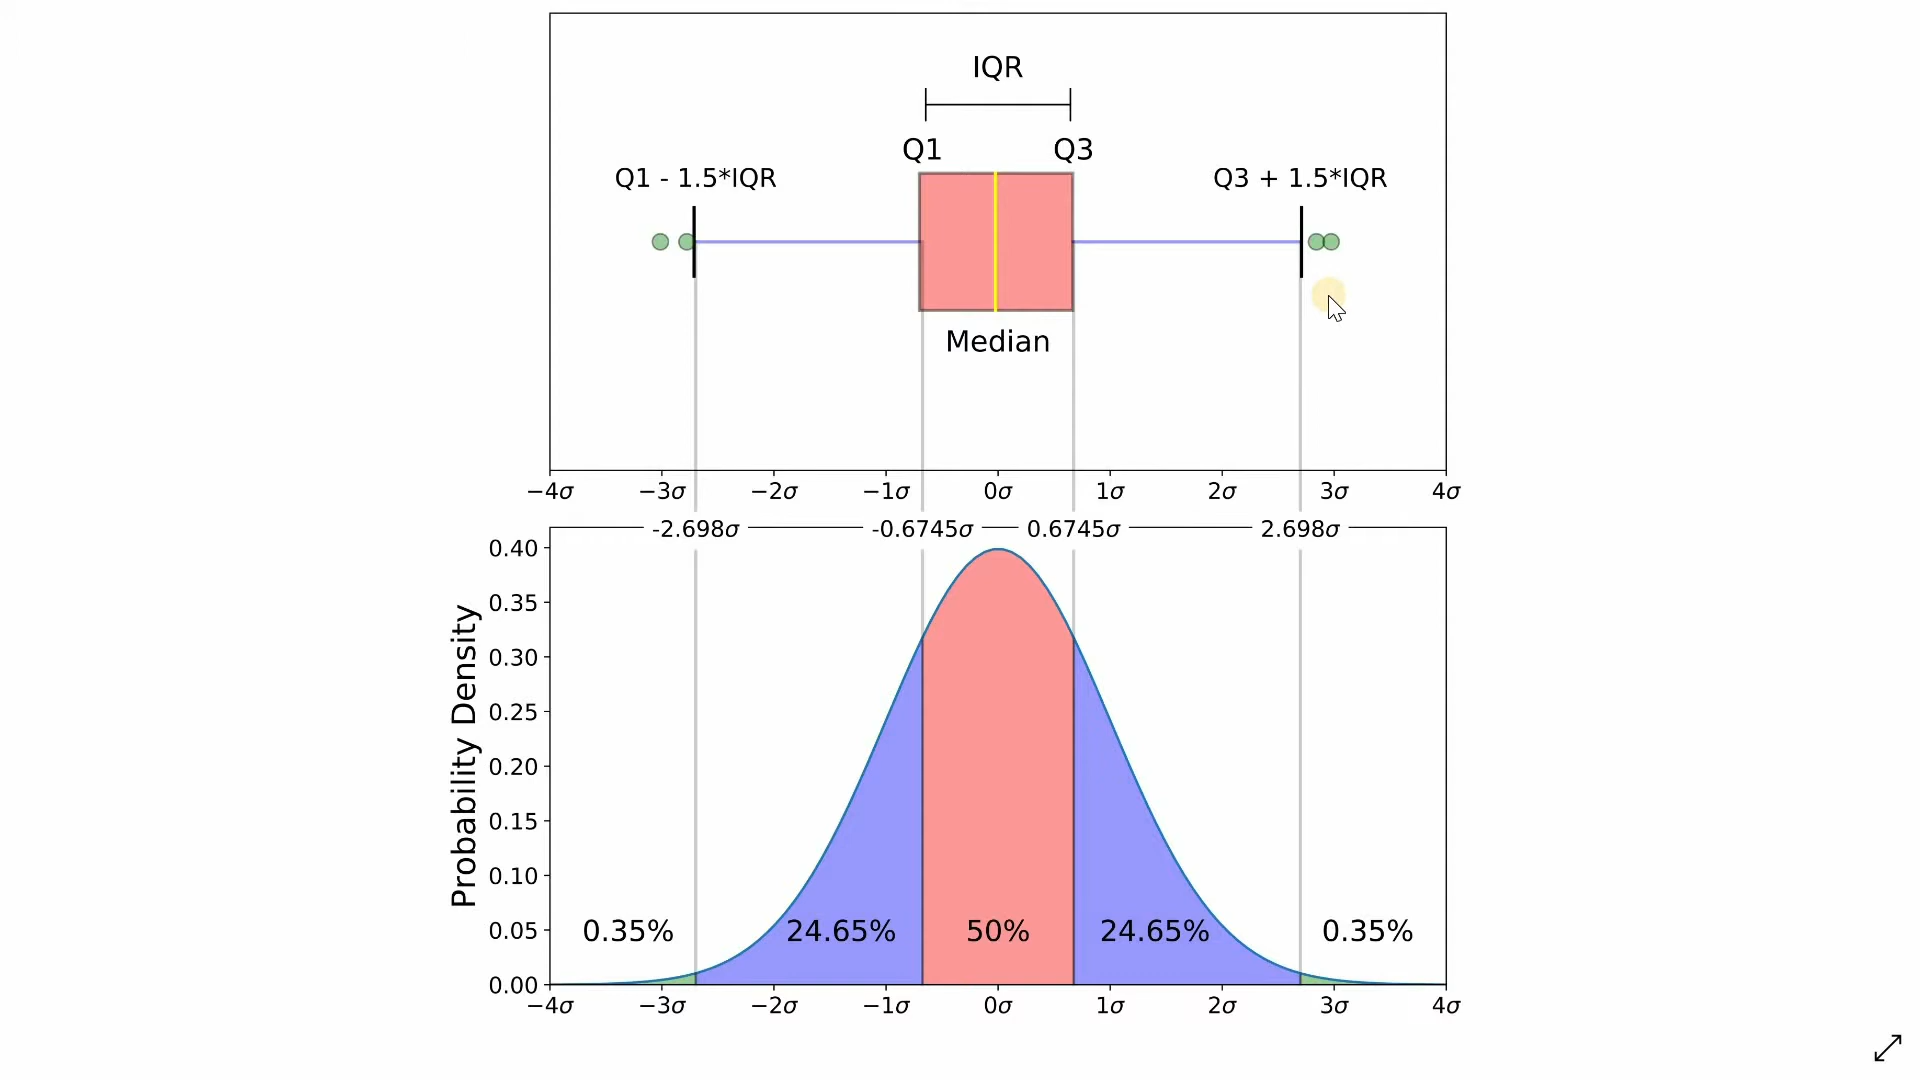 IQR
Q1 Q3
Q1 - 1.5*IQR Q3 + 1.5*IQR
Median
−4σ −3σ −2σ −1σ 0σ 1σ 2σ 3σ 4σ
-2.698σ -0.6745σ 0.6745σ 2.698σ
Probability Density
0.40
0.35
0.30
0.25
0.20
0.15
0.10
0.05
0.00
0.35% 24.65% 50% 24.65% 0.35%
−4σ −3σ −2σ −1σ 0σ 1σ 2σ 3σ 4σ